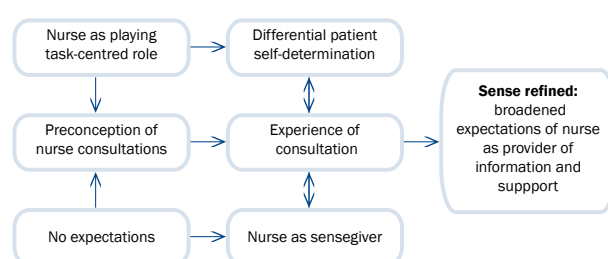 Nurse as playing
task-centred role
Differential patient
self-determination
Preconception of
nurse consultations
Experience of
consultation
Sense refined:
broadened
expectations of nurse
as provider of
information and
suppport
No expectations
Nurse as sensegiver